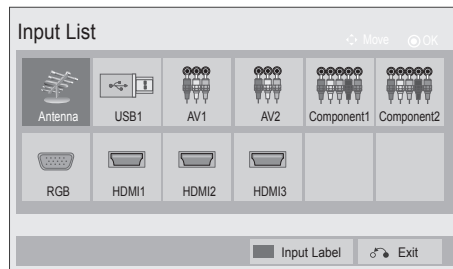 Input List
Move OK
Antenna USB1 AV1 AV2 Component1 Component2
RGB HDMI1 HDMI2 HDMI3
Input Label Exit